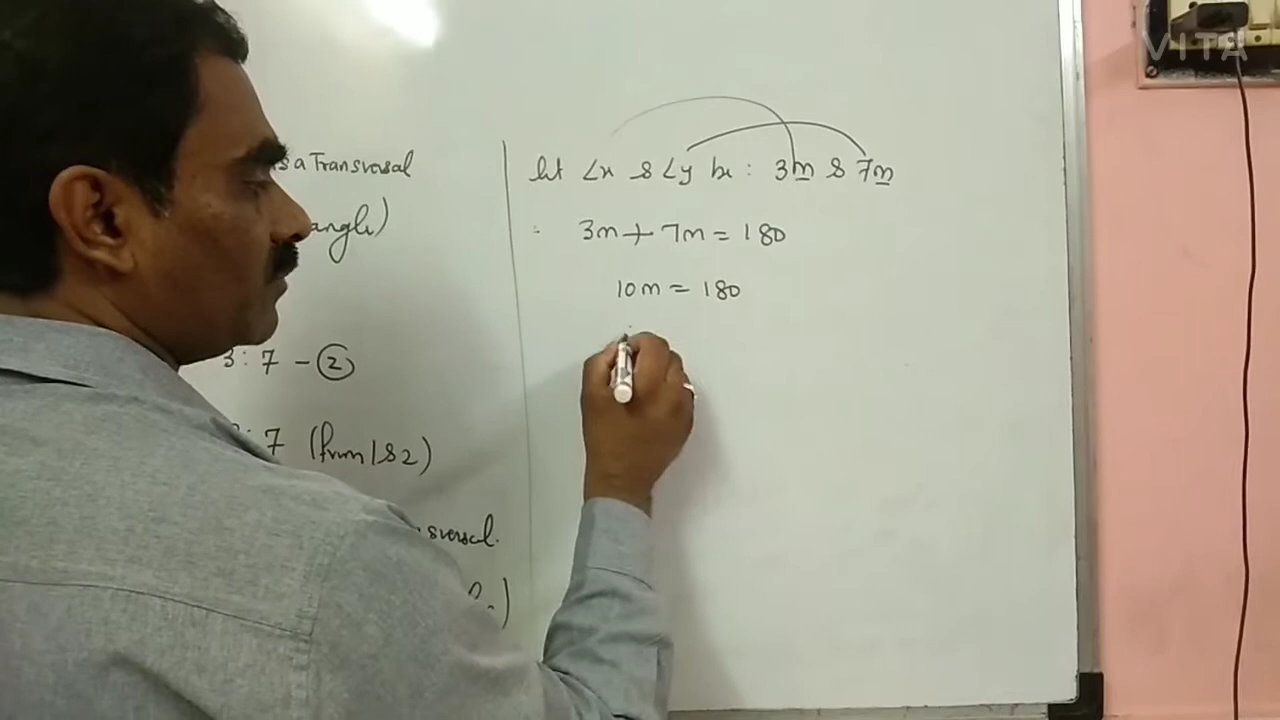 s a Transversal
angle)
3 : 7 - 2
: 7 (from 1 & 2)
sversal.
let ∠x & ∠y be : 3m & 7m
: 3m + 7m = 180
10m = 180
VITA